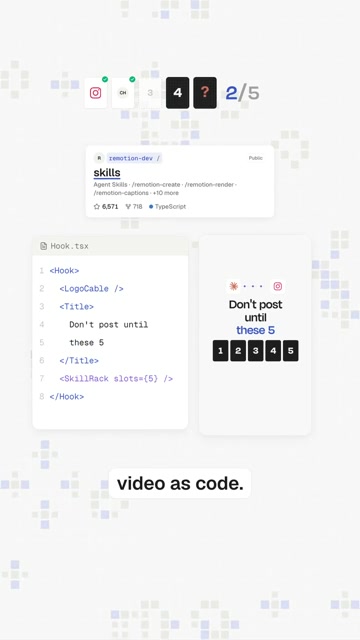 CH 3 4 ? 2/5
R remotion-dev / Public
skills
Agent Skills · /remotion-create · /remotion-render ·
/remotion-captions · +10 more
6,571 718 TypeScript
Hook.tsx
1 <Hook>
2 <LogoCable />
3 <Title>
4 Don't post until
5 these 5
6 </Title>
7 <SkillRack slots={5} />
8 </Hook>
Don't post
until
these 5
1 2 3 4 5
video as code.